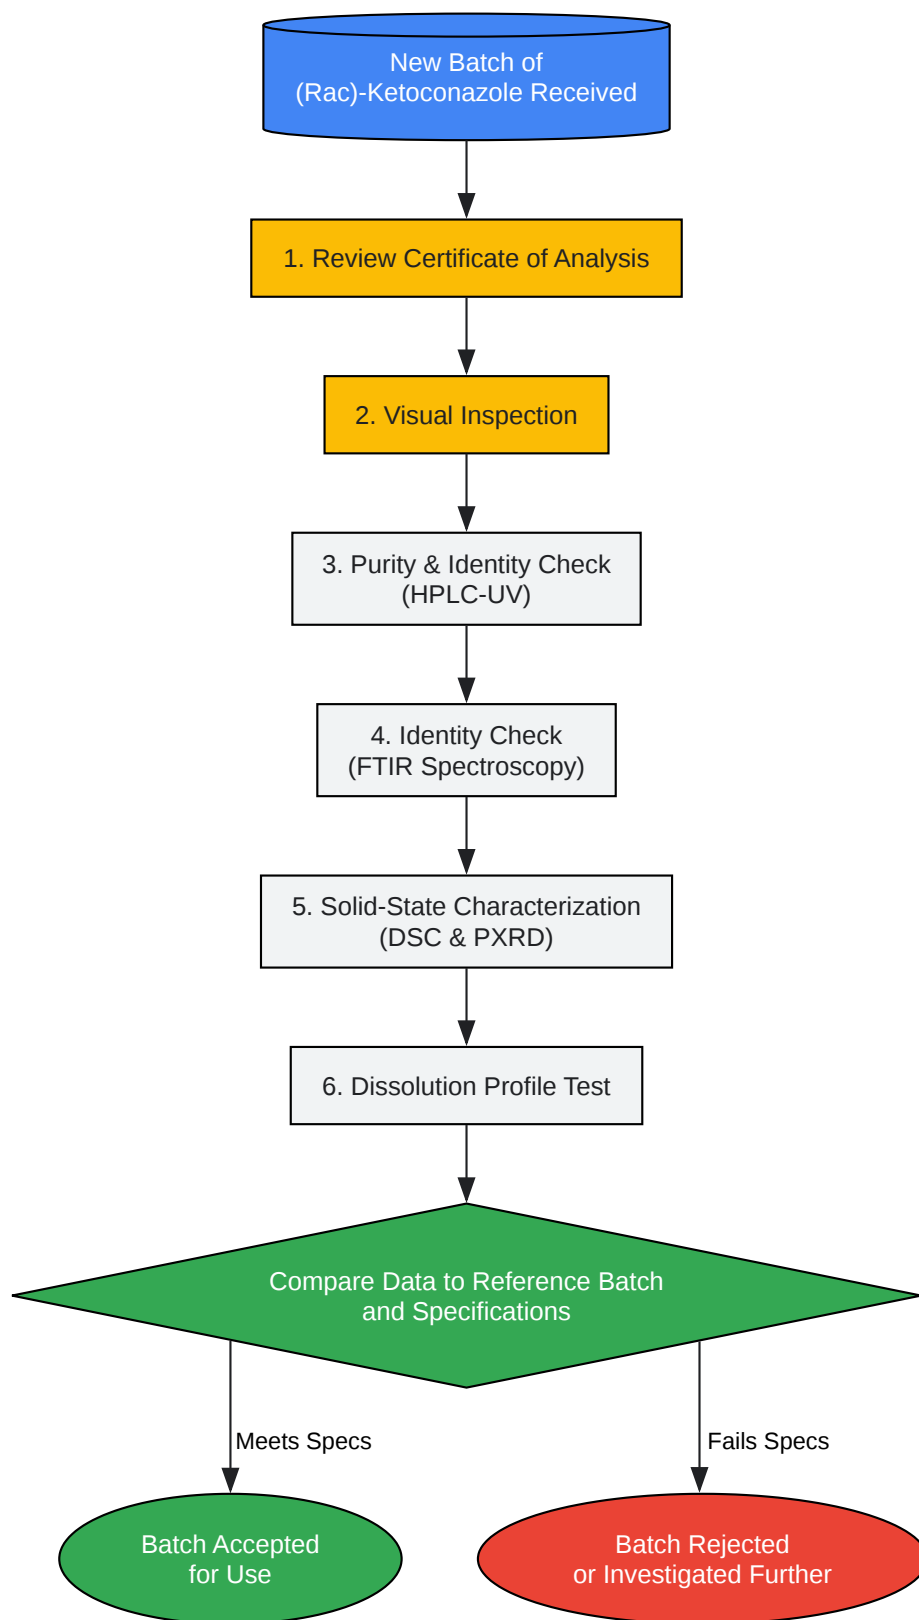 New Batch of
(Rac)-Ketoconazole Received
1. Review Certificate of Analysis
2. Visual Inspection
3. Purity & Identity Check
(HPLC-UV)
4. Identity Check
(FTIR Spectroscopy)
5. Solid-State Characterization
(DSC & PXRD)
6. Dissolution Profile Test
Compare Data to Reference Batch
and Specifications
Meets Specs
Fails Specs
Batch Accepted
for Use
Batch Rejected
or Investigated Further